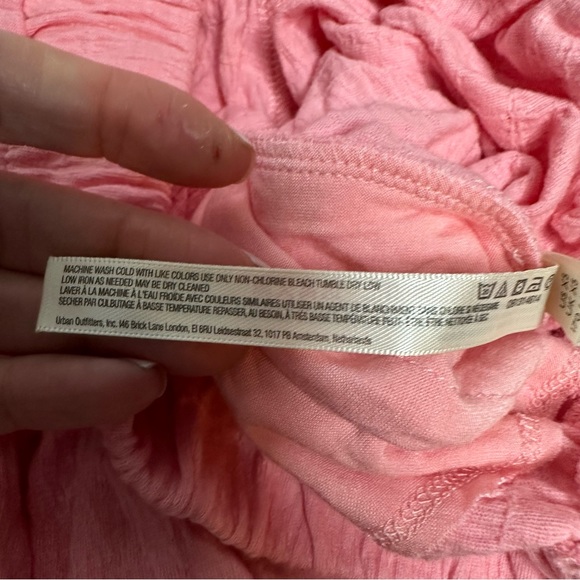 MACHINE WASH COLD WITH LIKE COLORS USE ONLY NON-CHLORINE BLEACH TUMBLE DRY LOW
LOW IRON AS NEEDED MAY BE DRY CLEANED
LAVER À LA MACHINE À L'EAU FROIDE AVEC COULEURS SIMILAIRES UTILISER UN AGENT DE BLANCHIMENT SANS CHLORE SI NÉCESSAIRE
SÉCHER PAR CULBUTAGE À BASSE TEMPÉRATURE REPASSER, AU BESOIN, À TRÈS BASSE TEMPÉRATURE PEUT ÊTRE NETTOYÉ À SEC
Urban Outfitters, Inc. 146 Brick Lane London, E1 6RU Leidsestraat 32, 1017 PB Amsterdam, Netherlands